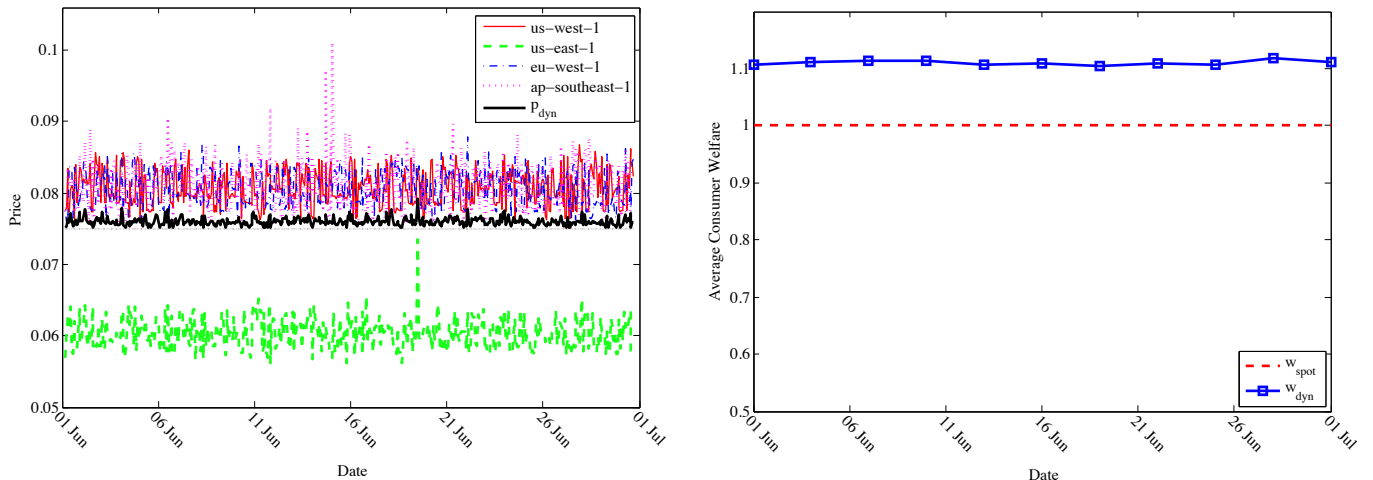 0.1
0.09
0.08
0.07
0.06
0.05
Price
01 Jun
06 Jun
11 Jun
16 Jun
21 Jun
26 Jun
01 Jul
Date
us-west-1
us-east-1
eu-west-1
ap-southeast-1
p_dyn
1.1
1
0.9
0.8
0.7
0.6
0.5
Average Consumer Welfare
01 Jun
06 Jun
11 Jun
16 Jun
21 Jun
26 Jun
01 Jul
Date
w_spot
w_dyn